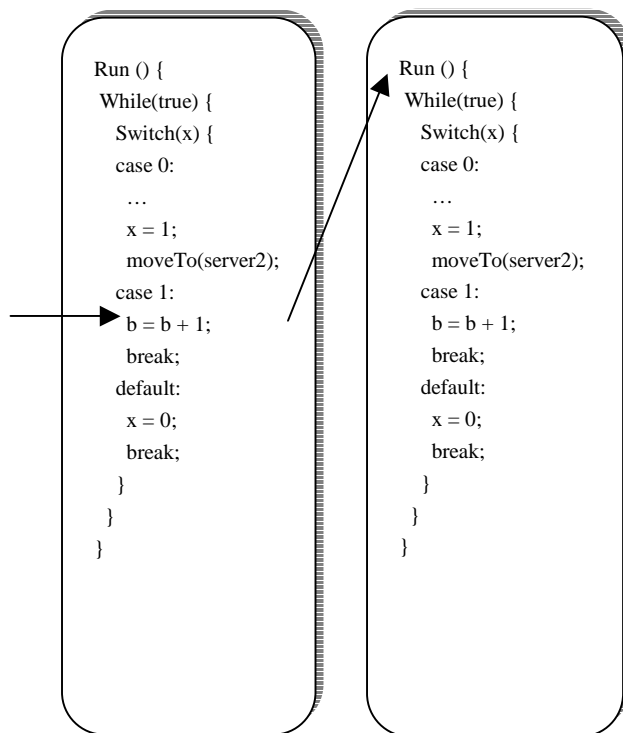 Run () {
While(true) {
Switch(x) {
case 0:
…
x = 1;
moveTo(server2);
case 1:
b = b + 1;
break;
default:
x = 0;
break;
}
}
}
Run () {
While(true) {
Switch(x) {
case 0:
…
x = 1;
moveTo(server2);
case 1:
b = b + 1;
break;
default:
x = 0;
break;
}
}
}